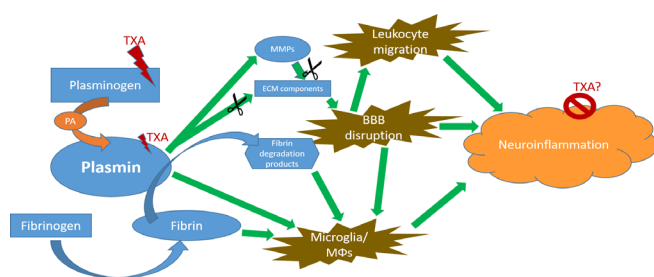 TXA
Plasminogen
PA
TXA
Plasmin
Fibrinogen
Fibrin
MMPs
ECM components
Fibrin
degradation
products
Leukocyte
migration
BBB
disruption
Microglia/
MΦs
TXA?
Neuroinflammation